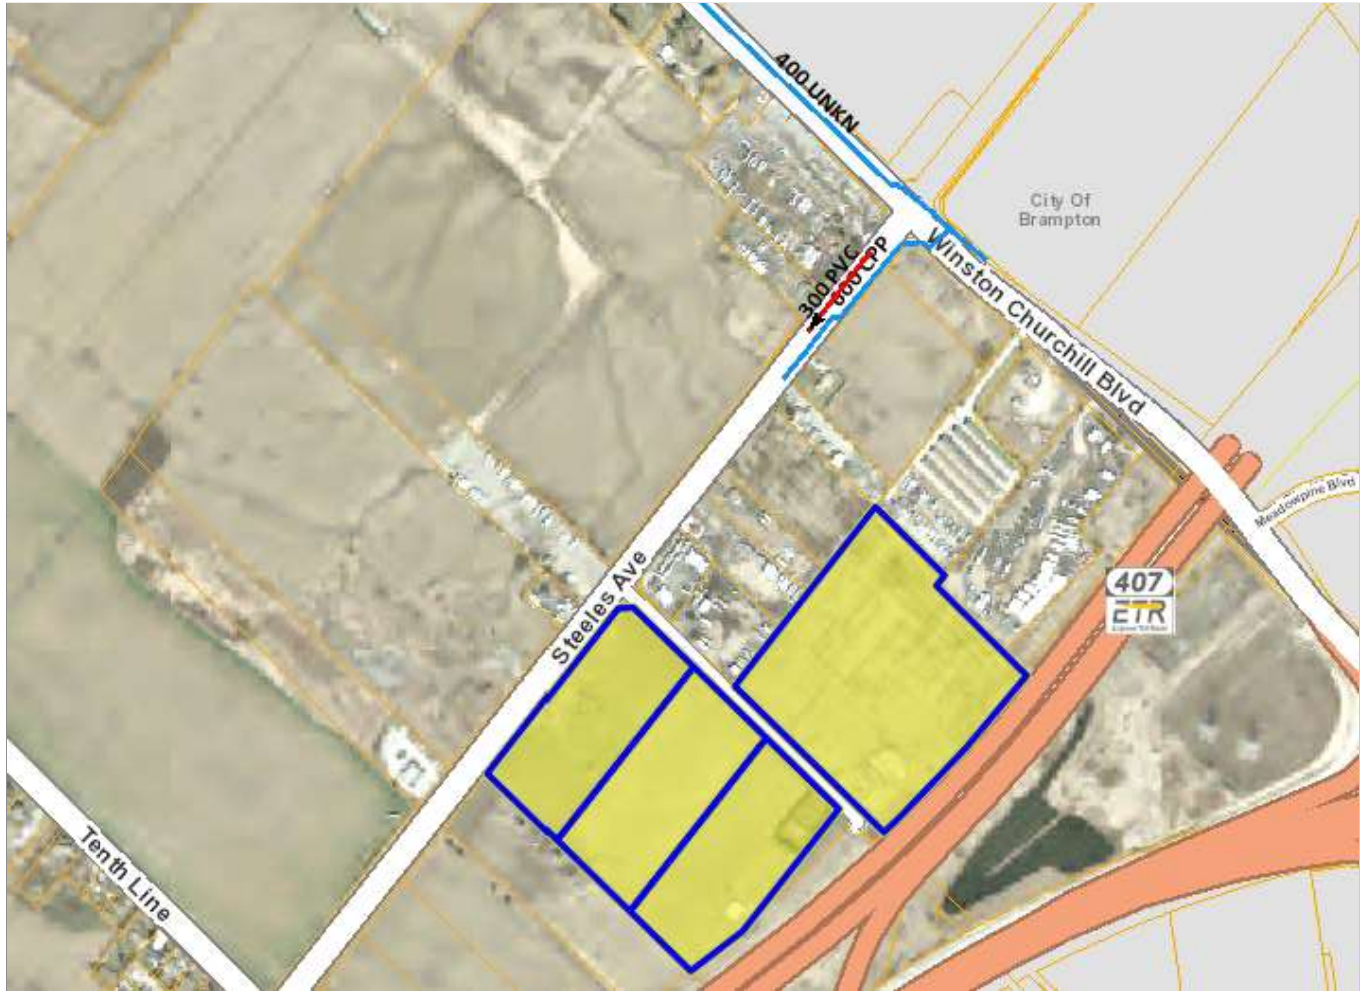 400 UNKN
City Of
Brampton
300 PVC
600 CPP
Winston Churchill Blvd
Meadowpine Blvd
407
ETR
Steeles Ave
Tenth Line